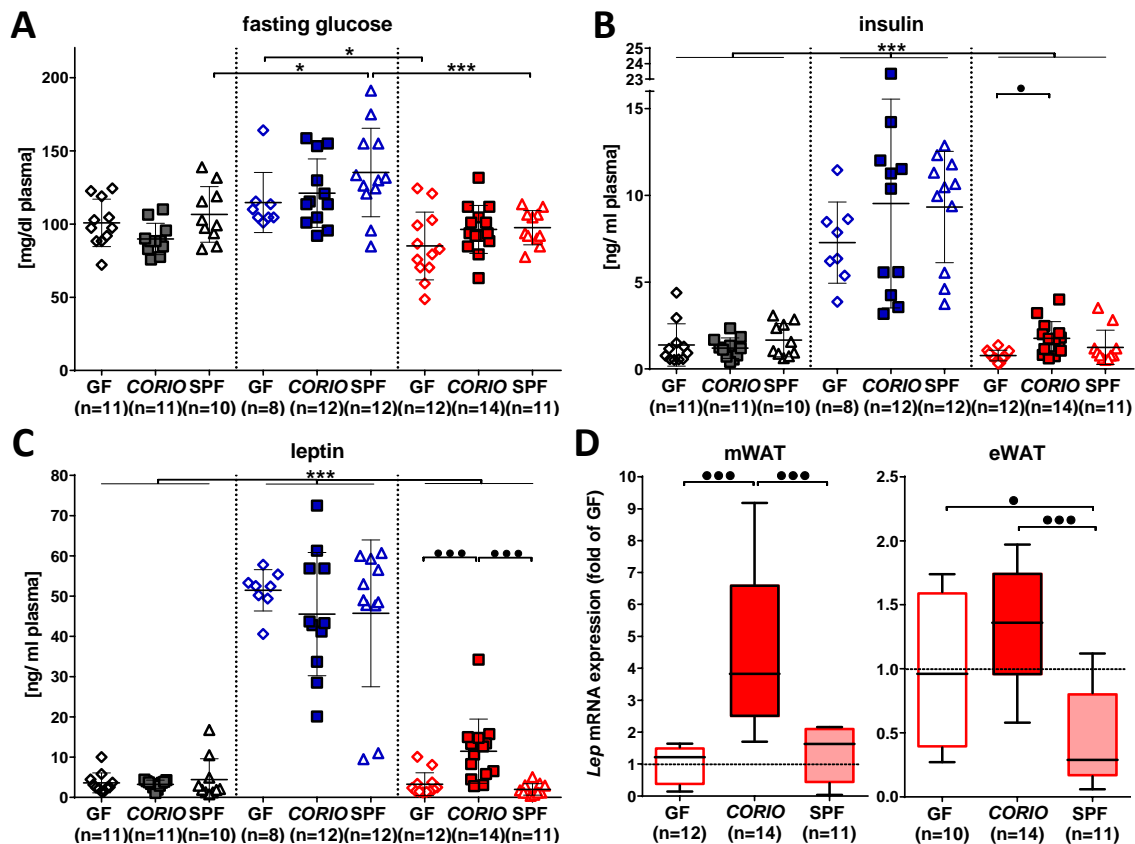 A
fasting glucose
*
*
***
[mg/dl plasma]
200
150
100
50
0
GF CORIO SPF GF CORIO SPF GF CORIO SPF
(n=11)(n=11)(n=10) (n=8) (n=12)(n=12)(n=12)(n=14)(n=11)
B
insulin
***
•
[ng/ ml plasma]
25
24
23
15
10
5
0
GF CORIO SPF GF CORIO SPF GF CORIO SPF
(n=11)(n=11)(n=10) (n=8) (n=12)(n=12)(n=12)(n=14)(n=11)
C
leptin
***
••• •••
[ng/ ml plasma]
80
70
60
50
40
30
20
10
0
GF CORIO SPF GF CORIO SPF GF CORIO SPF
(n=11)(n=11)(n=10) (n=8) (n=12)(n=12)(n=12)(n=14)(n=11)
D
mWAT
••• •••
Lep mRNA expression (fold of GF)
10
9
8
7
6
5
4
3
2
1
0
GF CORIO SPF
(n=12) (n=14) (n=11)
eWAT
•
•••
2.5
2.0
1.5
1.0
0.5
0.0
GF CORIO SPF
(n=10) (n=14) (n=11)